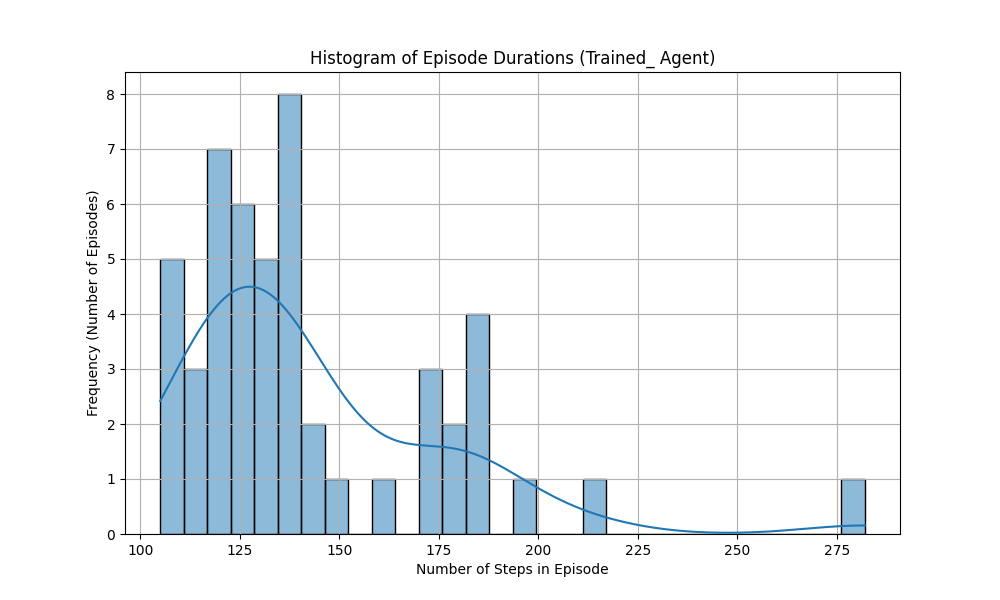 Histogram of Episode Durations (Trained_ Agent)
Frequency (Number of Episodes)
8
7
6
5
4
3
2
1
0
100 125 150 175 200 225 250 275
Number of Steps in Episode